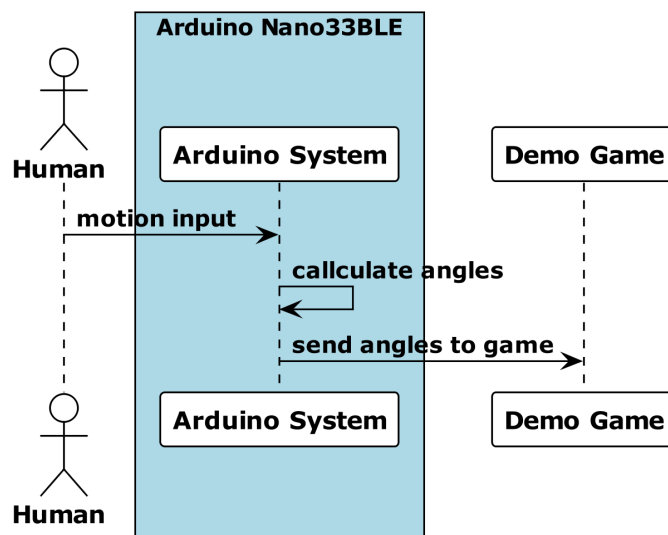 Arduino Nano33BLE
Human
Arduino System
Demo Game
motion input
callculate angles
send angles to game
Arduino System
Demo Game
Human